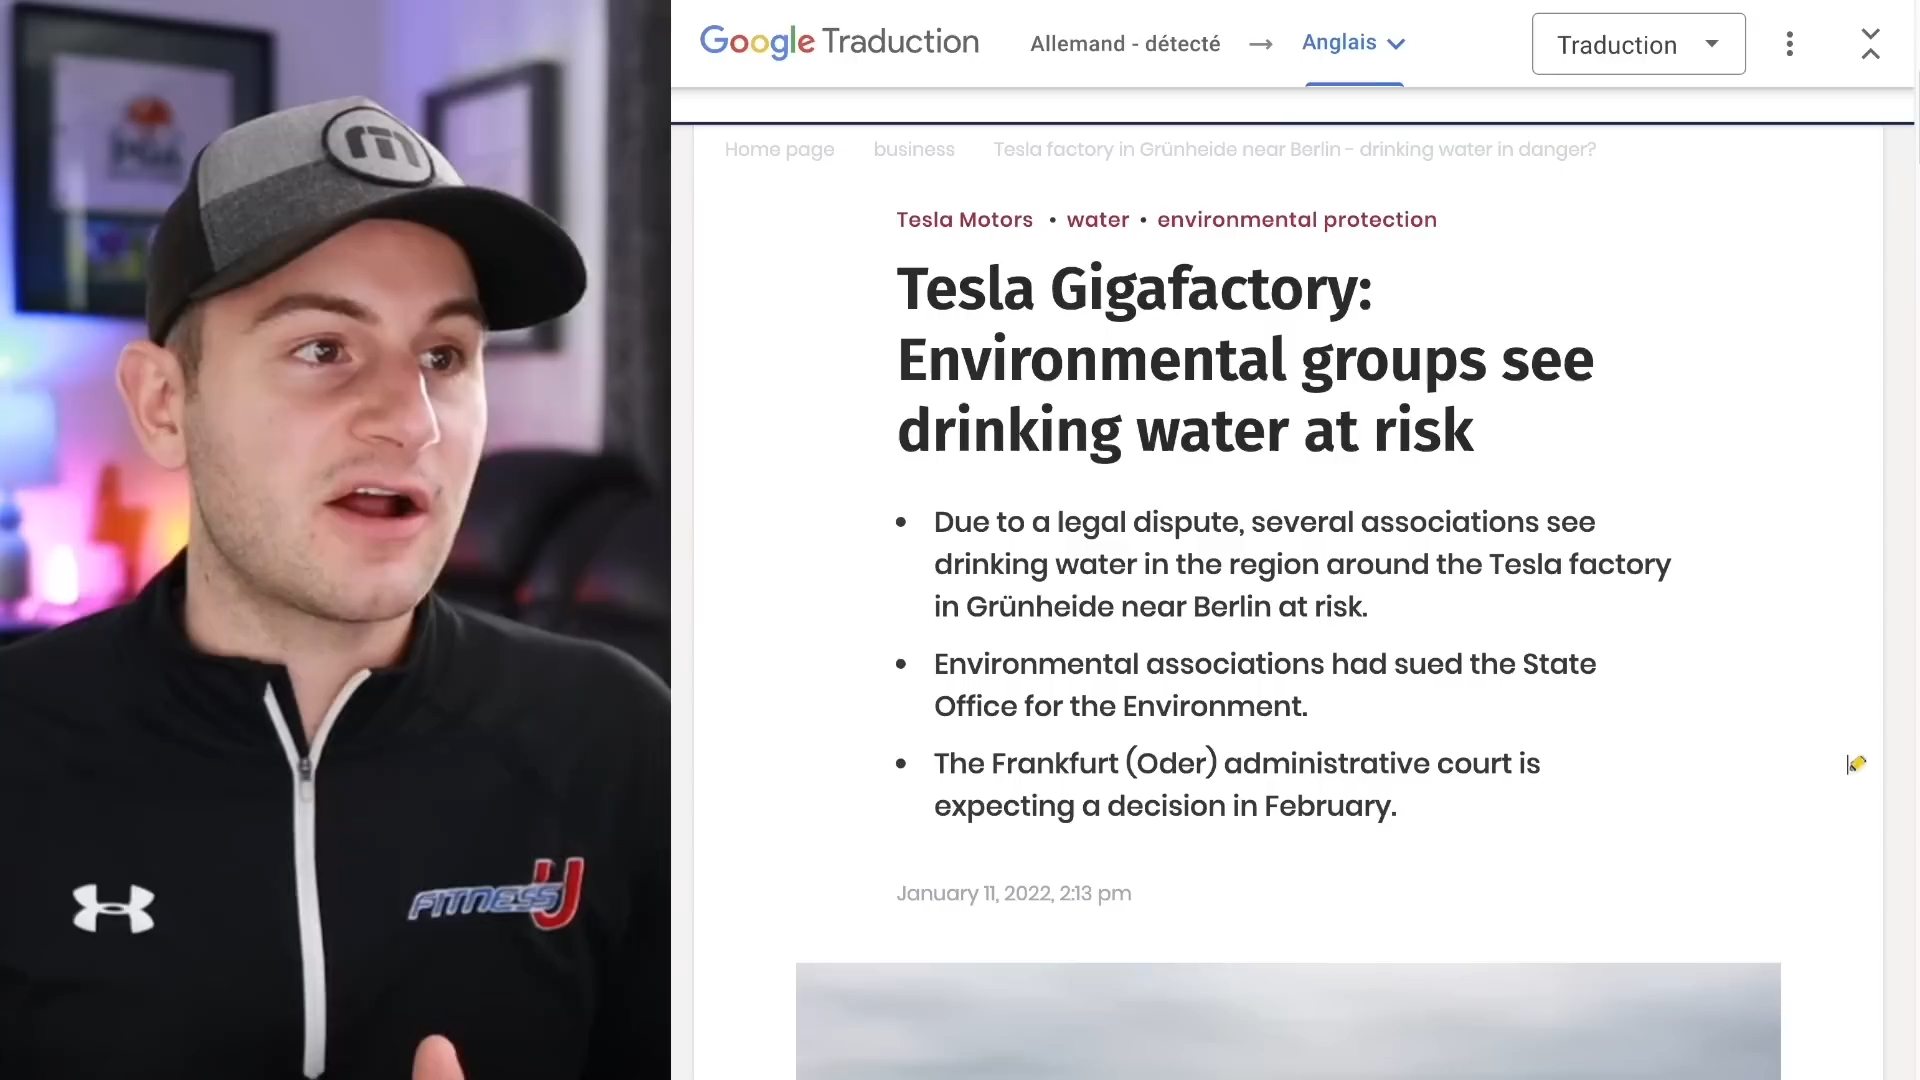 Google Traduction
Allemand - détecté → Anglais
Traduction
Home page business Tesla factory in Grünheide near Berlin - drinking water in danger?
Tesla Motors • water • environmental protection
Tesla Gigafactory:
Environmental groups see
drinking water at risk
• Due to a legal dispute, several associations see
drinking water in the region around the Tesla factory
in Grünheide near Berlin at risk.
• Environmental associations had sued the State
Office for the Environment.
• The Frankfurt (Oder) administrative court is
expecting a decision in February.
January 11, 2022, 2:13 pm
PGA
FITNESS U